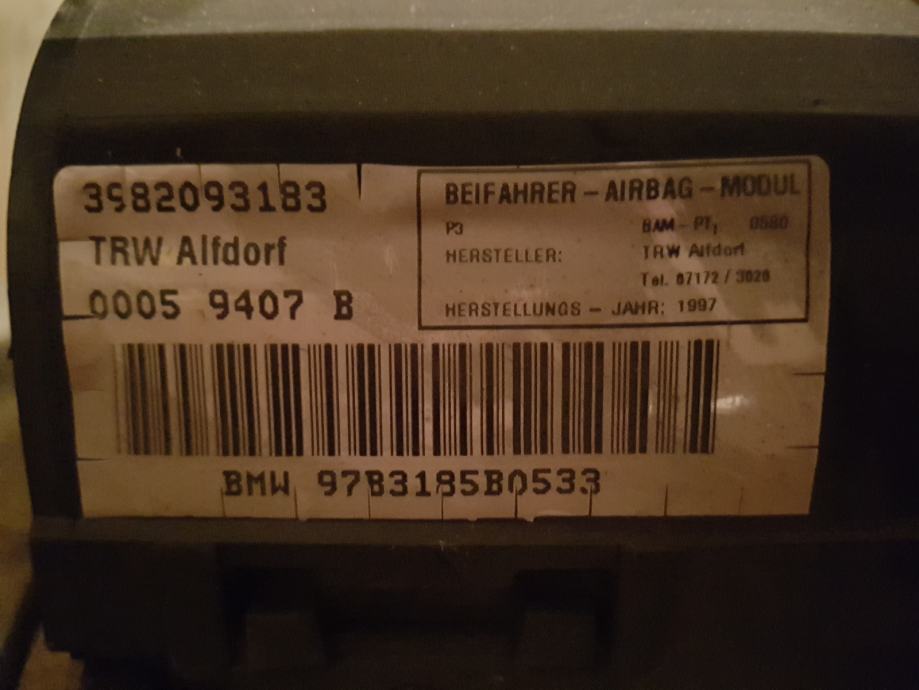 3982093183
TRW Alfdorf
0005 9407 B
BEIFAHRER – AIRBAG – MODUL
P3 BAM – PT, 0580
HERSTELLER: TRW Alfdorf
Tel. 07172 / 3020
HERSTELLUNGS – JAHR: 1997
BMW 97B3185B0533